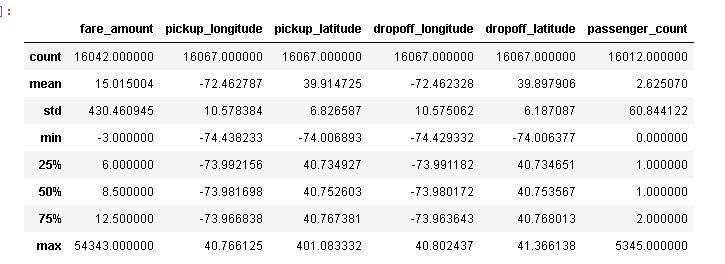 ]:
fare_amount pickup_longitude pickup_latitude dropoff_longitude dropoff_latitude passenger_count
count 16042.000000 16067.000000 16067.000000 16067.000000 16067.000000 16012.000000
mean 15.015004 -72.462787 39.914725 -72.462328 39.897906 2.625070
std 430.460945 10.578384 6.826587 10.575062 6.187087 60.844122
min -3.000000 -74.438233 -74.006893 -74.429332 -74.006377 0.000000
25% 6.000000 -73.992156 40.734927 -73.991182 40.734651 1.000000
50% 8.500000 -73.981698 40.752603 -73.980172 40.753567 1.000000
75% 12.500000 -73.966838 40.767381 -73.963643 40.768013 2.000000
max 54343.000000 40.766125 401.083332 40.802437 41.366138 5345.000000